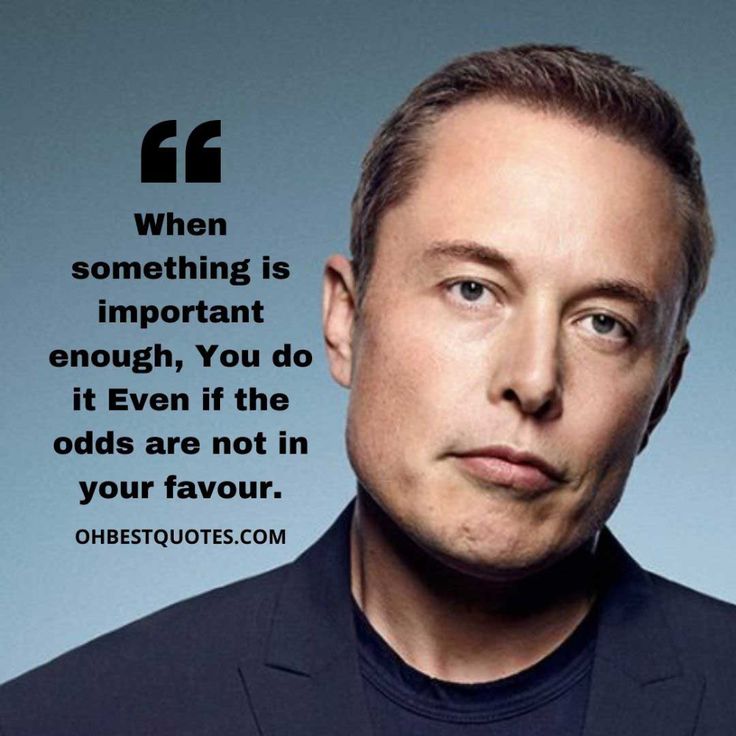 “
When
something is
important
enough, You do
it Even if the
odds are not in
your favour.
OHBESTQUOTES.COM